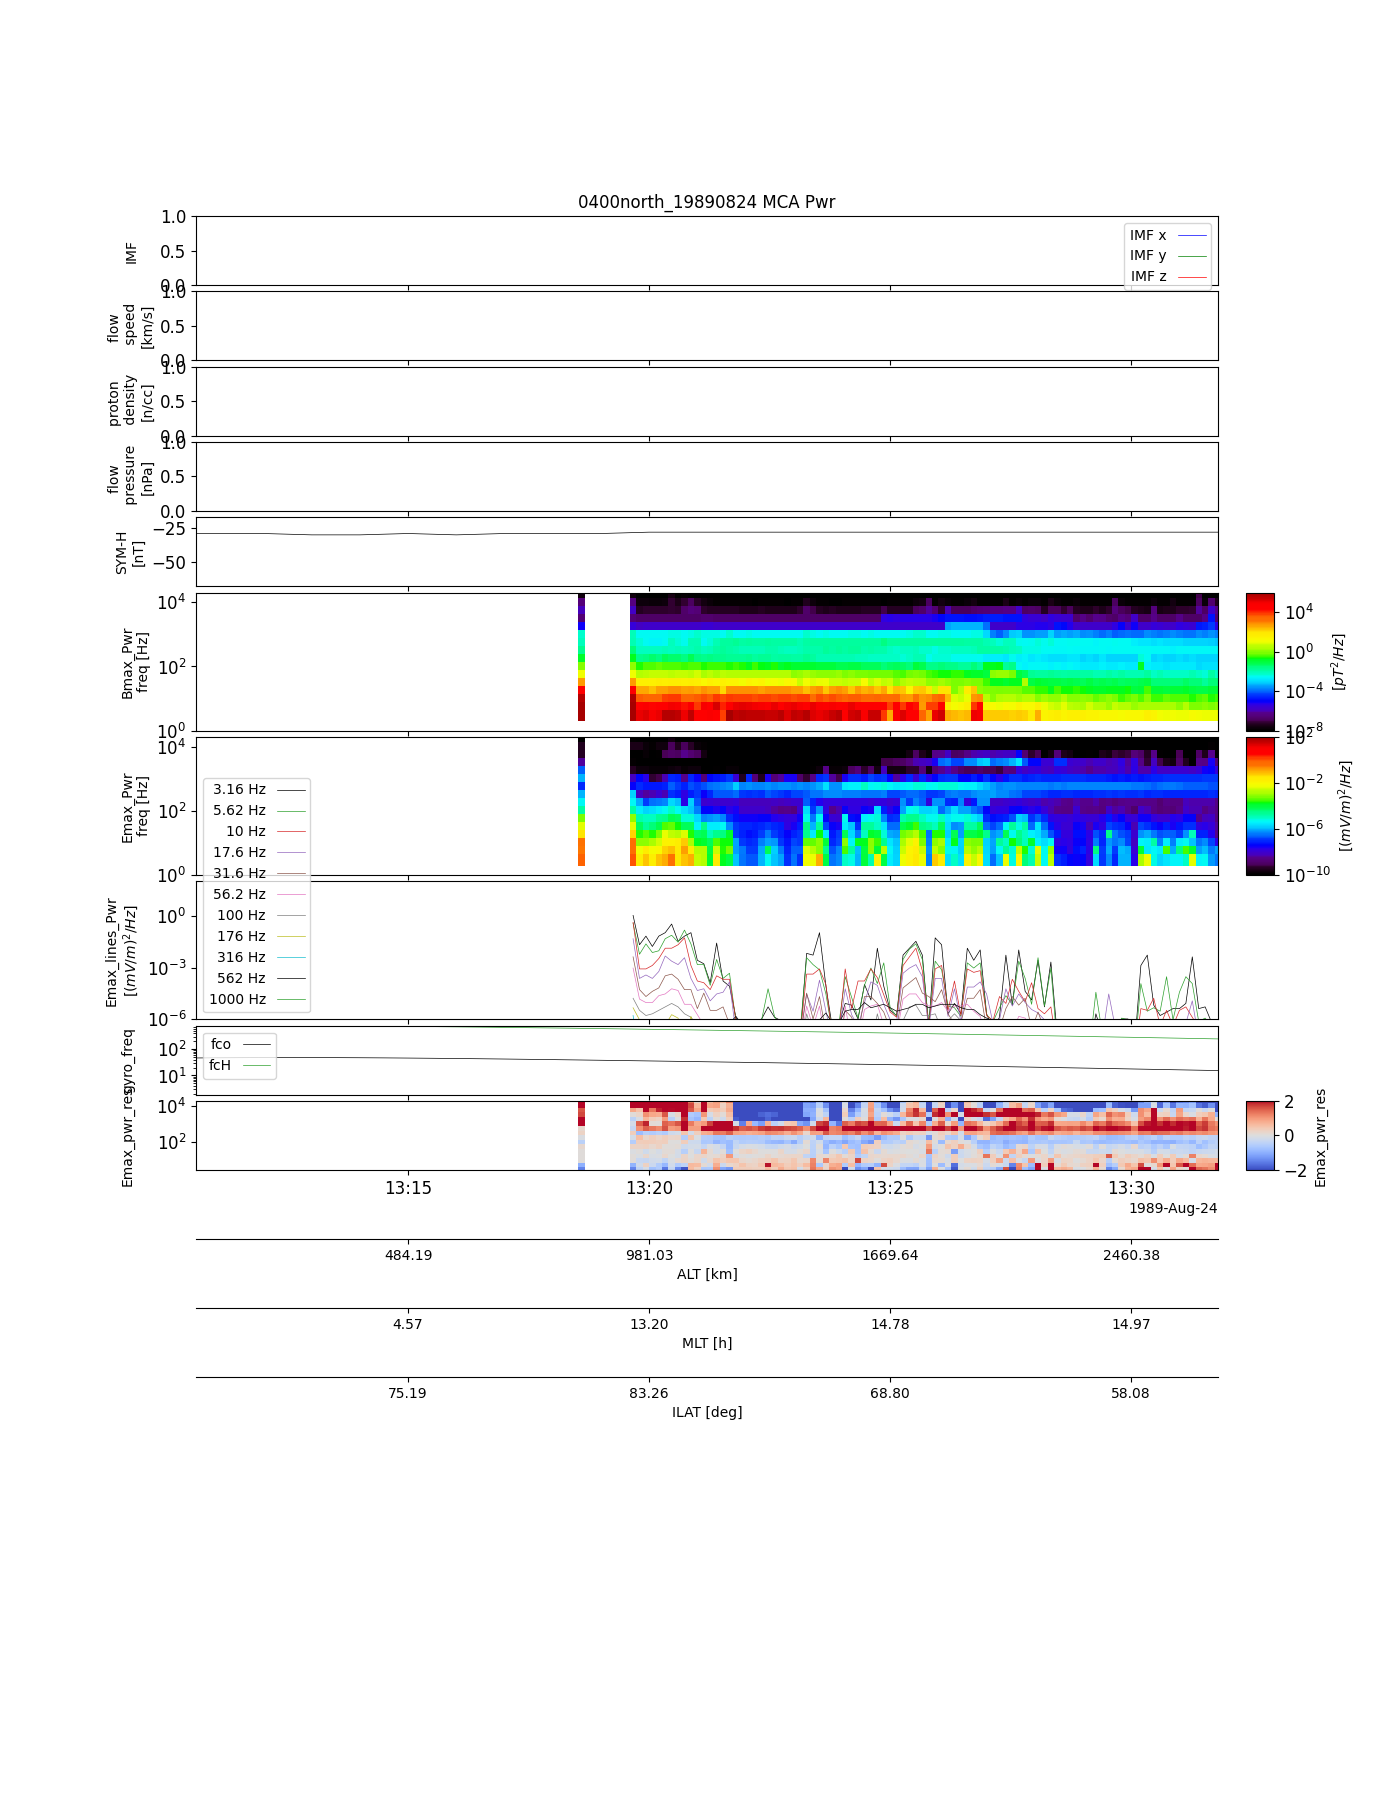 0400north_19890824 MCA Pwr
1.0
0.5
0.0
IMF
IMF x
IMF y
IMF z
1.0
0.5
0.0
flow
speed
[km/s]
1.0
0.5
0.0
proton
density
[n/cc]
1.0
0.5
0.0
flow
pressure
[nPa]
−25
−50
SYM-H
[nT]
10^4
10^2
10^0
Bmax_Pwr
freq [Hz]
10^4
10^0
10^−4
10^−8
[pT^2/Hz]
10^4
10^2
10^0
Emax_Pwr
freq [Hz]
10^2
10^−2
10^−6
10^−10
[(mV/m)^2/Hz]
3.16 Hz
5.62 Hz
10 Hz
17.6 Hz
31.6 Hz
56.2 Hz
100 Hz
176 Hz
316 Hz
562 Hz
1000 Hz
10^0
10^−3
10^−6
Emax_lines_Pwr
[(mV/m)^2/Hz]
10^2
10^1
gyro_freq
fco
fcH
10^4
10^2
Emax_pwr_res
2
0
−2
Emax_pwr_res
13:15 13:20 13:25 13:30
1989-Aug-24
484.19 981.03 1669.64 2460.38
ALT [km]
4.57 13.20 14.78 14.97
MLT [h]
75.19 83.26 68.80 58.08
ILAT [deg]